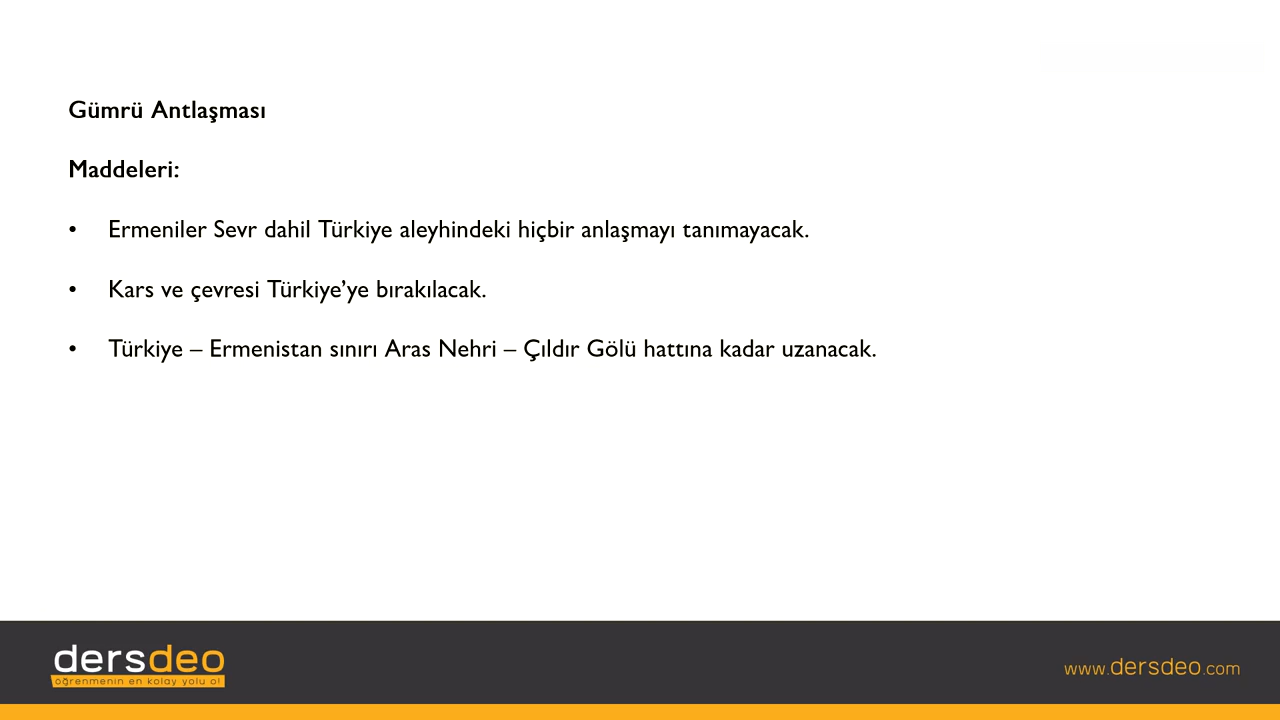 Gümrü Antlaşması
Maddeleri:
• Ermeniler Sevr dahil Türkiye aleyhindeki hiçbir anlaşmayı tanımayacak.
• Kars ve çevresi Türkiye’ye bırakılacak.
• Türkiye – Ermenistan sınırı Aras Nehri – Çıldır Gölü hattına kadar uzanacak.
dersdeo
öğrenmenin en kolay yolu o!
www.dersdeo.com